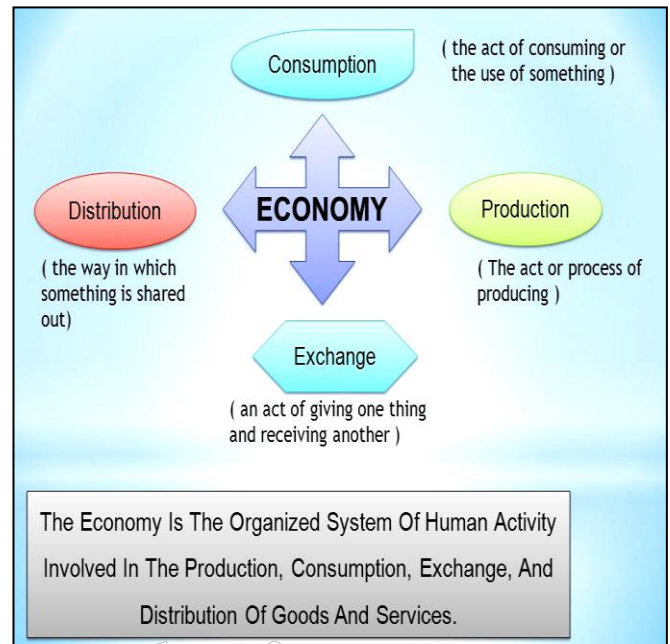 Consumption
( the act of consuming or
the use of something )
Distribution
ECONOMY
Production
( the way in which
something is shared
out)
( The act or process of
producing )
Exchange
( an act of giving one thing
and receiving another )
The Economy Is The Organized System Of Human Activity
Involved In The Production, Consumption, Exchange, And
Distribution Of Goods And Services.